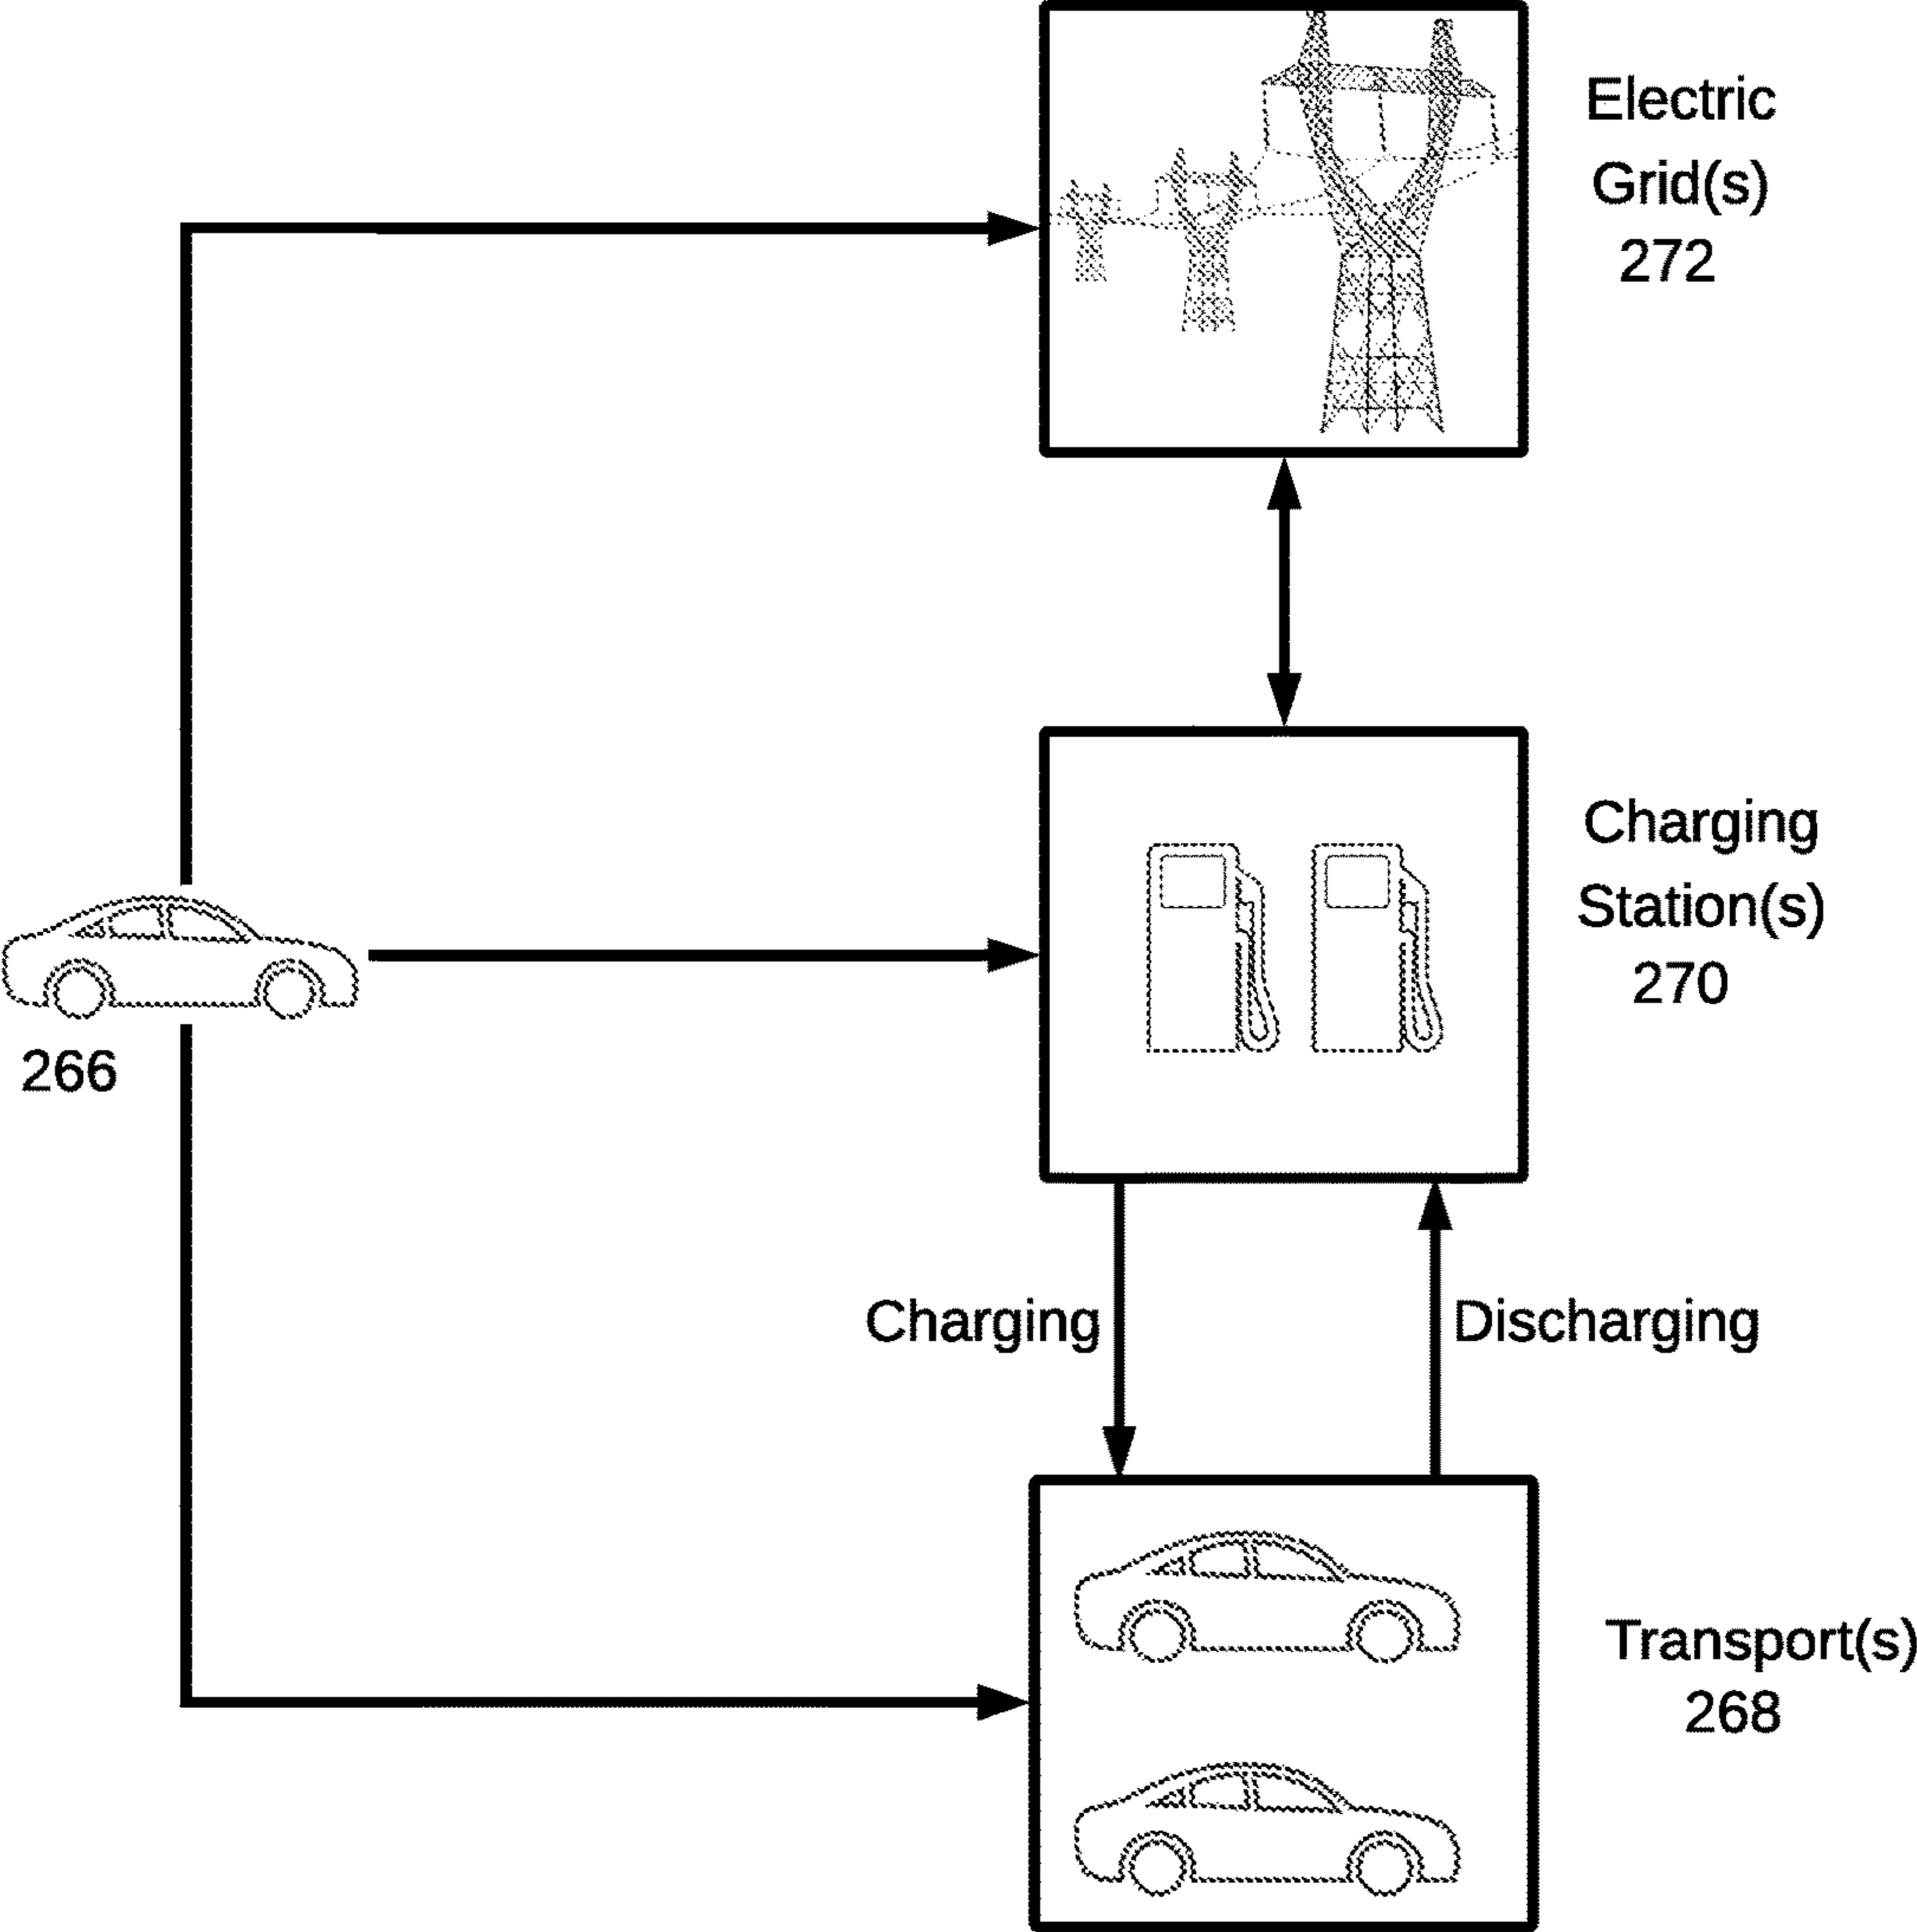 Electric
Grid(s)
272
Charging
Station(s)
270
266
Charging
Discharging
Transport(s)
268